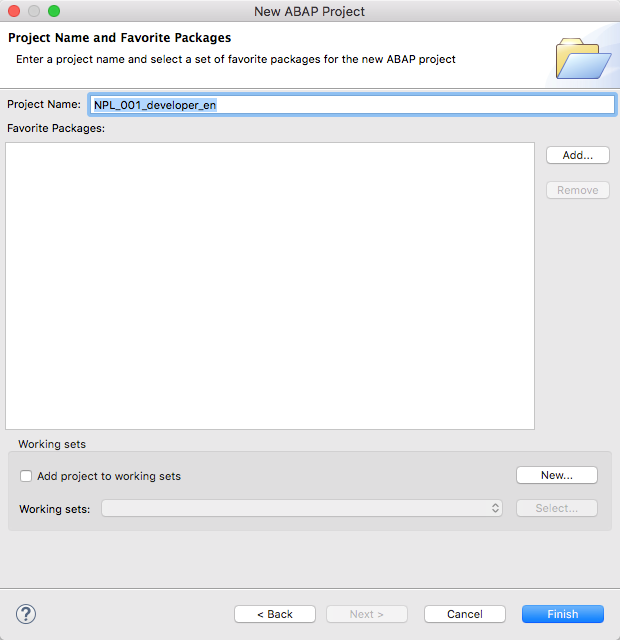 New ABAP Project
Project Name and Favorite Packages
Enter a project name and select a set of favorite packages for the new ABAP project
Project Name: NPL_001_developer_en
Favorite Packages:
Add...
Remove
Working sets
Add project to working sets
New...
Working sets:
Select...
?
< Back
Next >
Cancel
Finish